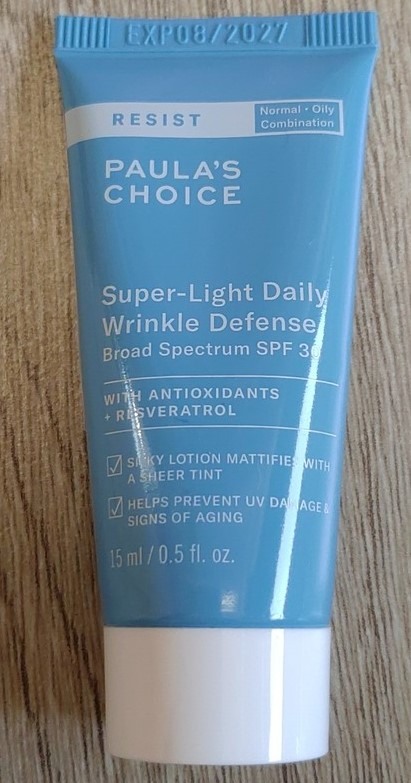 EXP08/2027
RESIST
Normal • Oily
Combination
PAULA'S
CHOICE
Super-Light Daily
Wrinkle Defense
Broad Spectrum SPF 30
WITH ANTIOXIDANTS
+ RESVERATROL
SILKY LOTION MATTIFIES WITH
A SHEER TINT
HELPS PREVENT UV DAMAGE &
SIGNS OF AGING
15 ml / 0.5 fl. oz.